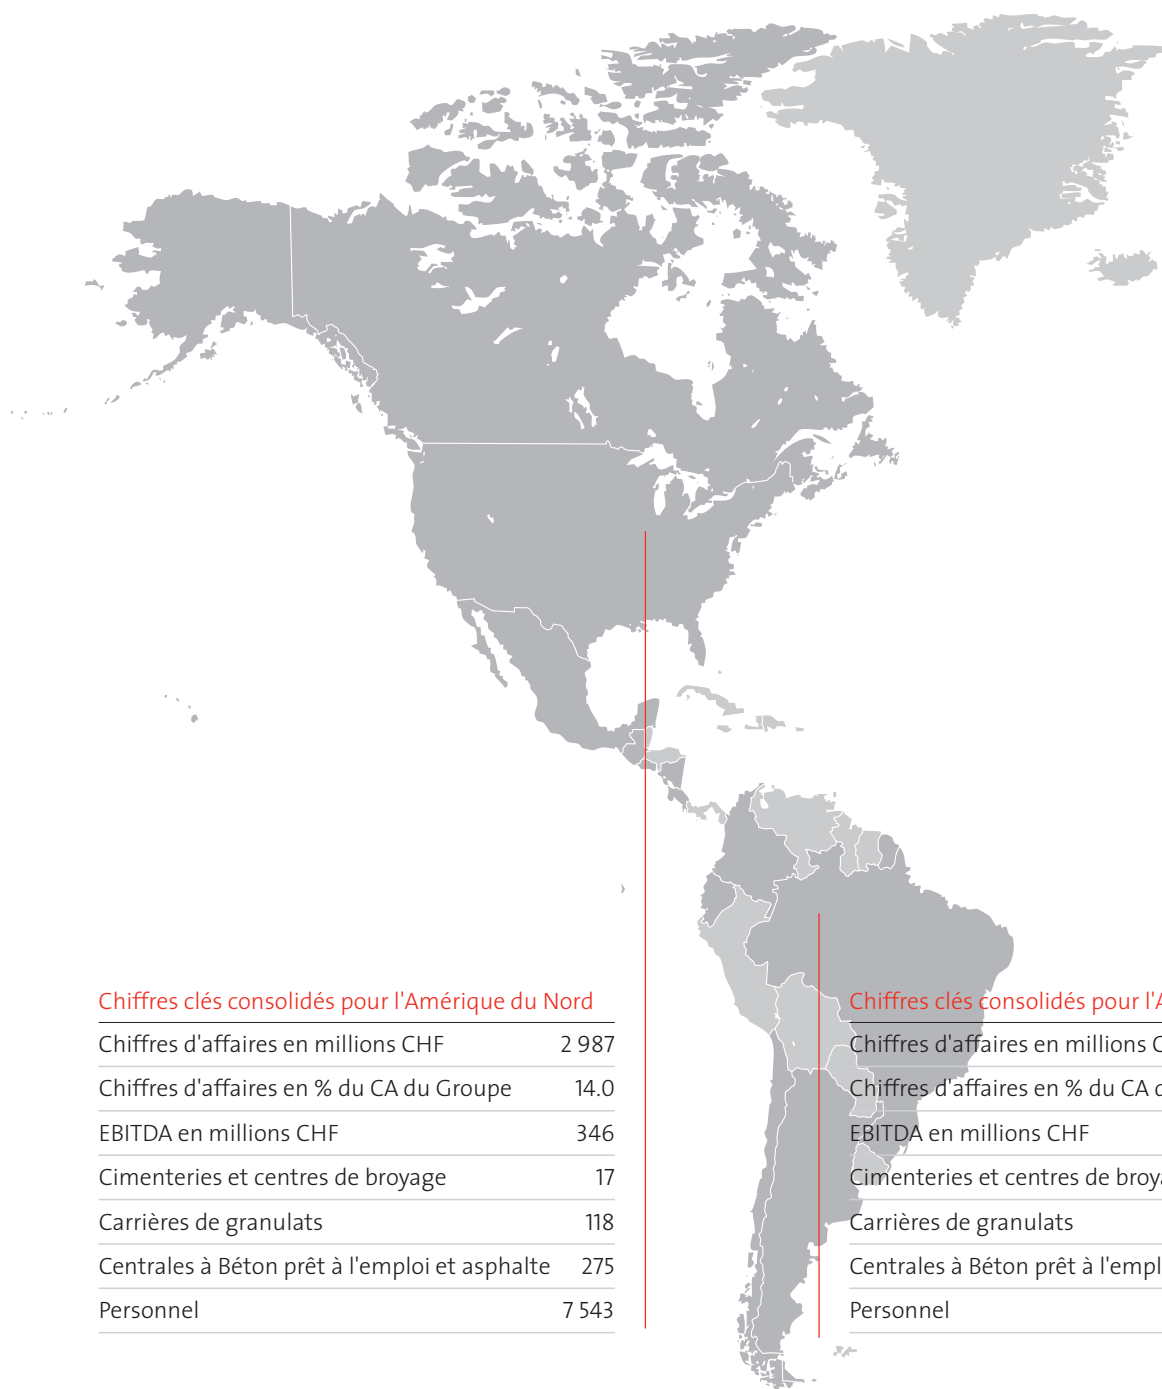 Chiffres clés consolidés pour l'Amérique du Nord
Chiffres d'affaires en millions CHF 2 987
Chiffres d'affaires en % du CA du Groupe 14.0
EBITDA en millions CHF 346
Cimenteries et centres de broyage 17
Carrières de granulats 118
Centrales à Béton prêt à l'emploi et asphalte 275
Personnel 7 543
Chiffres clés consolidés pour
Chiffres d'affaires en millions
Chiffres d'affaires en % du CA
EBITDA en millions CHF
Cimenteries et centres de
Carrières de granulats
Centrales à Béton prêt à
Personnel